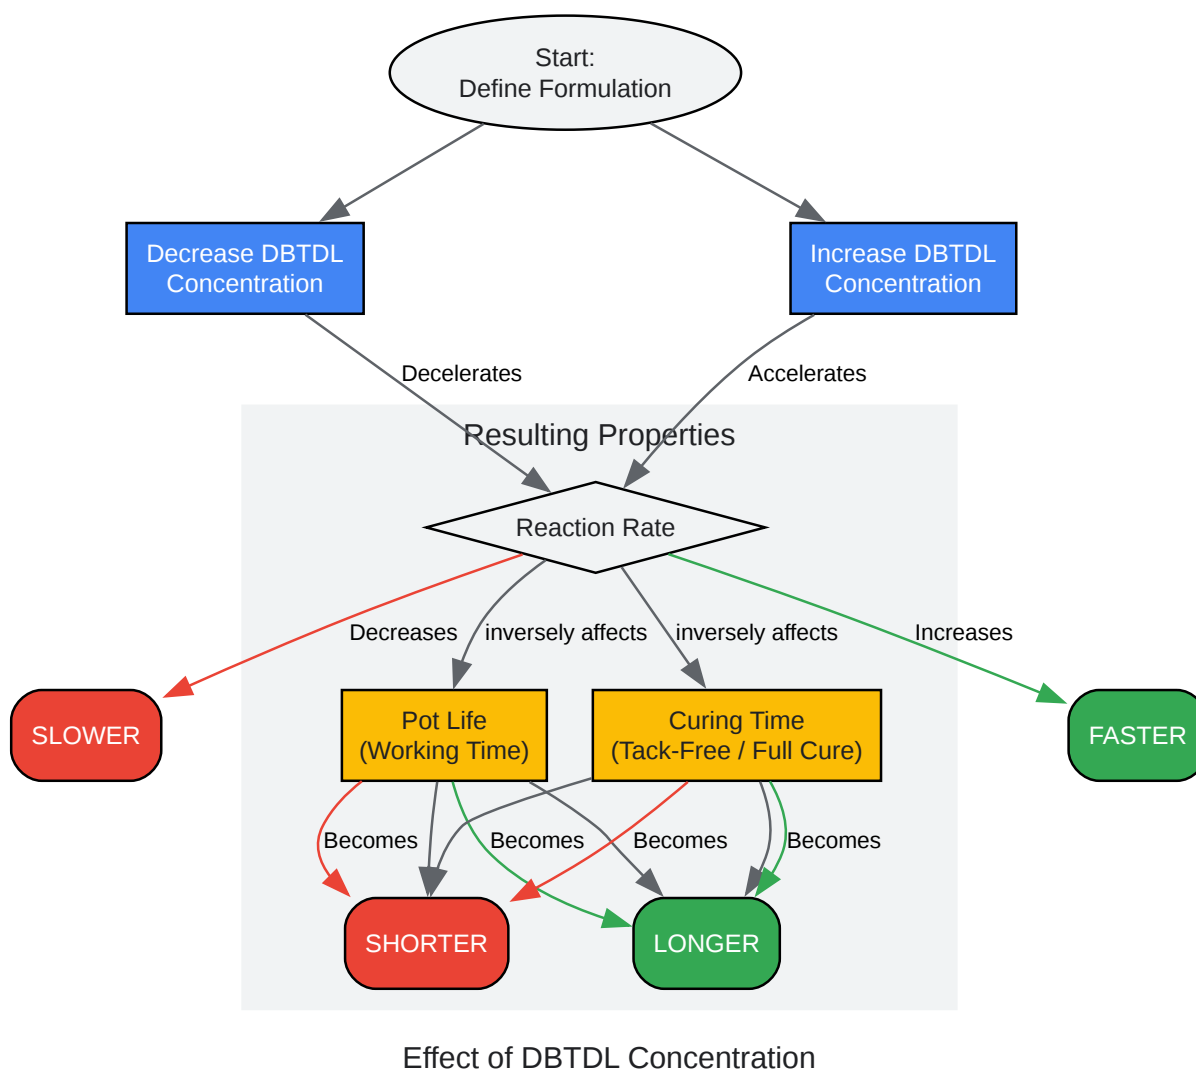 Start:
Define Formulation
Decrease DBTDL
Concentration
Increase DBTDL
Concentration
Decelerates
Accelerates
Resulting Properties
Reaction Rate
Decreases
inversely affects
inversely affects
Increases
SLOWER
Pot Life
(Working Time)
Curing Time
(Tack-Free / Full Cure)
FASTER
Becomes
Becomes
Becomes
Becomes
SHORTER
LONGER
Effect of DBTDL Concentration